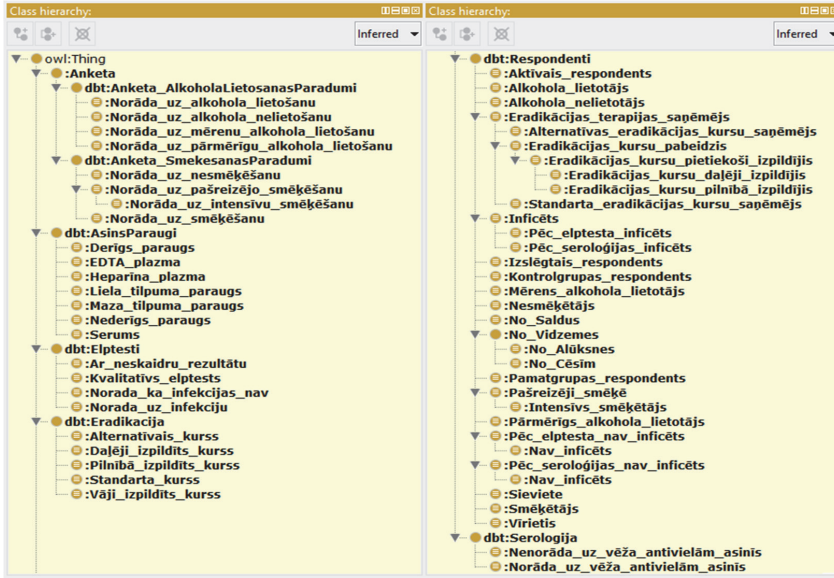 Class hierarchy:
Inferred
owl:Thing
:Anketa
dbt:Anketa_AlkoholaLietosanasParadumi
:Norāda_uz_alkohola_lietošanu
:Norāda_uz_alkohola_nelietošanu
:Norāda_uz_mērenu_alkohola_lietošanu
:Norāda_uz_pārmērīgu_alkohola_lietošanu
dbt:Anketa_SmekesanasParadumi
:Norāda_uz_nesmēķēšanu
:Norāda_uz_pašreizējo_smēķēšanu
:Norāda_uz_intensīvu_smēķēšanu
:Norāda_uz_smēķēšanu
dbt:AsinsParaugi
:Derīgs_paraugs
:EDTA_plazma
:Heparīna_plazma
:Liela_tilpuma_paraugs
:Maza_tilpuma_paraugs
:Nederīgs_paraugs
:Serums
dbt:Elptesti
:Ar_neskaidru_rezultātu
:Kvalitatīvs_elptests
:Norada_ka_infekcijas_nav
:Norada_uz_infekciju
dbt:Eradikacija
:Alternatīvais_kurss
:Daļēji_izpildīts_kurss
:Pilnībā_izpildīts_kurss
:Standarta_kurss
:Vāji_izpildīts_kurss
Class hierarchy:
Inferred
dbt:Respondenti
:Aktīvais_respondents
:Alkohola_lietotājs
:Alkohola_nelietotājs
:Eradikācijas_terapijas_saņēmējs
:Alternatīvas_eradikācijas_kursu_saņēmējs
:Eradikācijas_kursu_pabeidzis
:Eradikācijas_kursu_pietiekoši_izpildījis
:Eradikācijas_kursu_daļēji_izpildījis
:Eradikācijas_kursu_pilnībā_izpildījis
:Standarta_eradikācijas_kursu_saņēmējs
:Inficēts
:Pēc_elptesta_inficēts
:Pēc_seroloģijas_inficēts
:Izslēgtais_respondents
:Kontrolgrupas_respondents
:Mērens_alkohola_lietotājs
:Nesmēķētājs
:No_Saldus
:No_Vidzemes
:No_Alūksnes
:No_Cēsīm
:Pamatgrupas_respondents
:Pašreizēji_smēķē
:Intensīvs_smēķētājs
:Pārmērīgs_alkohola_lietotājs
:Pēc_elptesta_nav_inficēts
:Nav_inficēts
:Pēc_seroloģijas_nav_inficēts
:Nav_inficēts
:Sieviete
:Smēķētājs
:Vīrietis
dbt:Serologija
:Nenorāda_uz_vēža_antivielām_asinīs
:Norāda_uz_vēža_antivielām_asinīs